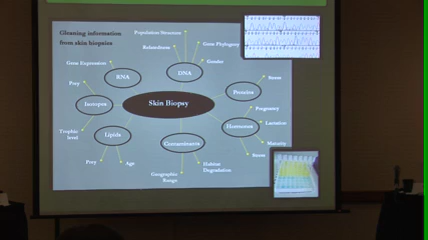 Gleaning information
from skin biopsies
Population Structure
Relatedness
Gene Phylogeny
Gender
DNA
Gene Expression
RNA
Prey
Isotopes
Trophic
level
Skin Biopsy
Proteins
Stress
Pregnancy
Hormones
Lactation
Maturity
Stress
Lipids
Prey
Age
Contaminants
Geographic
Range
Habitat
Degradation